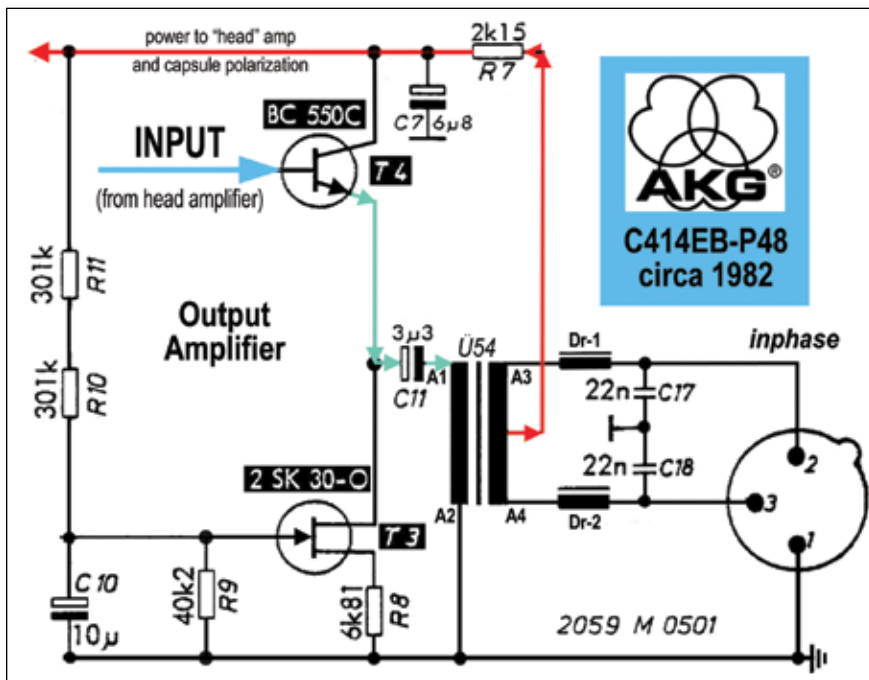 power to "head" amp
and capsule polarization
2k15
R7
C7 6µ8
BC 550C
T4
INPUT
(from head amplifier)
AKG®
C414EB-P48
circa 1982
301k
R11
Output
Amplifier
3µ3
C11
A1
Ü54
A3
Dr-1
inphase
22n
C17
301k
R10
22n
C18
2
3
1
2 SK 30-O
T3
A2
A4
Dr-2
C10
10µ
40k2
R9
6k81
R8
2059 M 0501